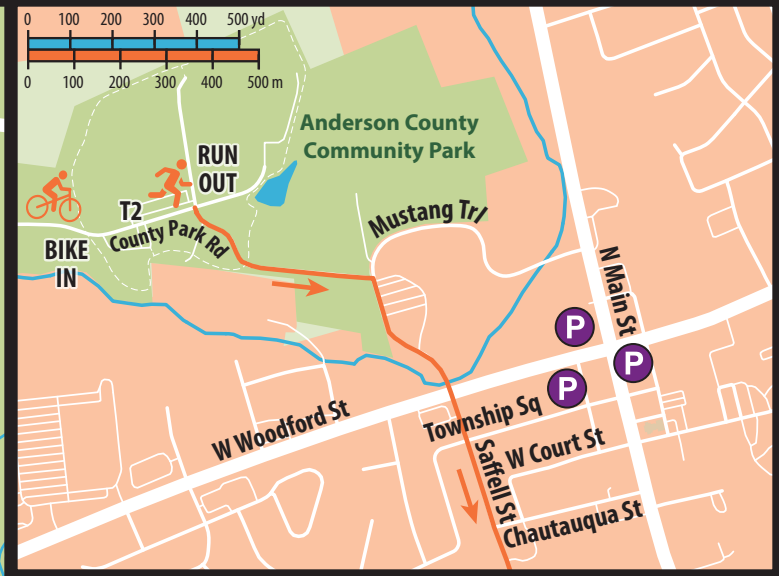 0 100 200 300 400 500 yd
0 100 200 300 400 500 m
Anderson County
Community Park
RUN
OUT
T2
County Park Rd
BIKE
IN
Mustang Trl
N Main St
P
P
P
W Woodford St
Township Sq
Saffell St
W Court St
Chautauqua St